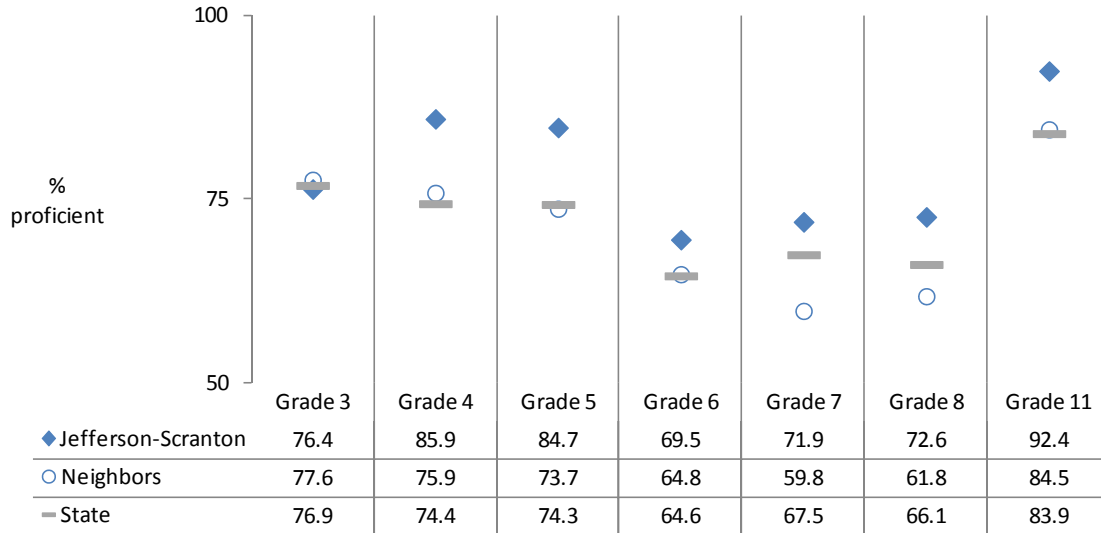 100
75
%
proficient
50
Grade 3 Grade 4 Grade 5 Grade 6 Grade 7 Grade 8 Grade 11
Jefferson-Scranton 76.4 85.9 84.7 69.5 71.9 72.6 92.4
Neighbors 77.6 75.9 73.7 64.8 59.8 61.8 84.5
State 76.9 74.4 74.3 64.6 67.5 66.1 83.9